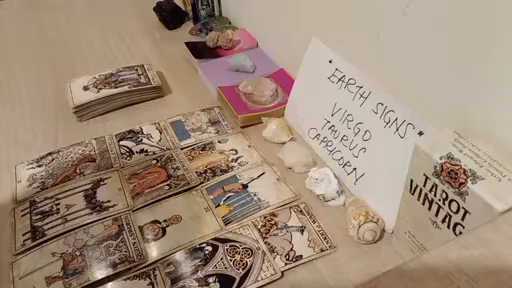 EARTH SIGNS *
VIRGO
TAURUS
CAPRICORN
TAROT
VINTAG